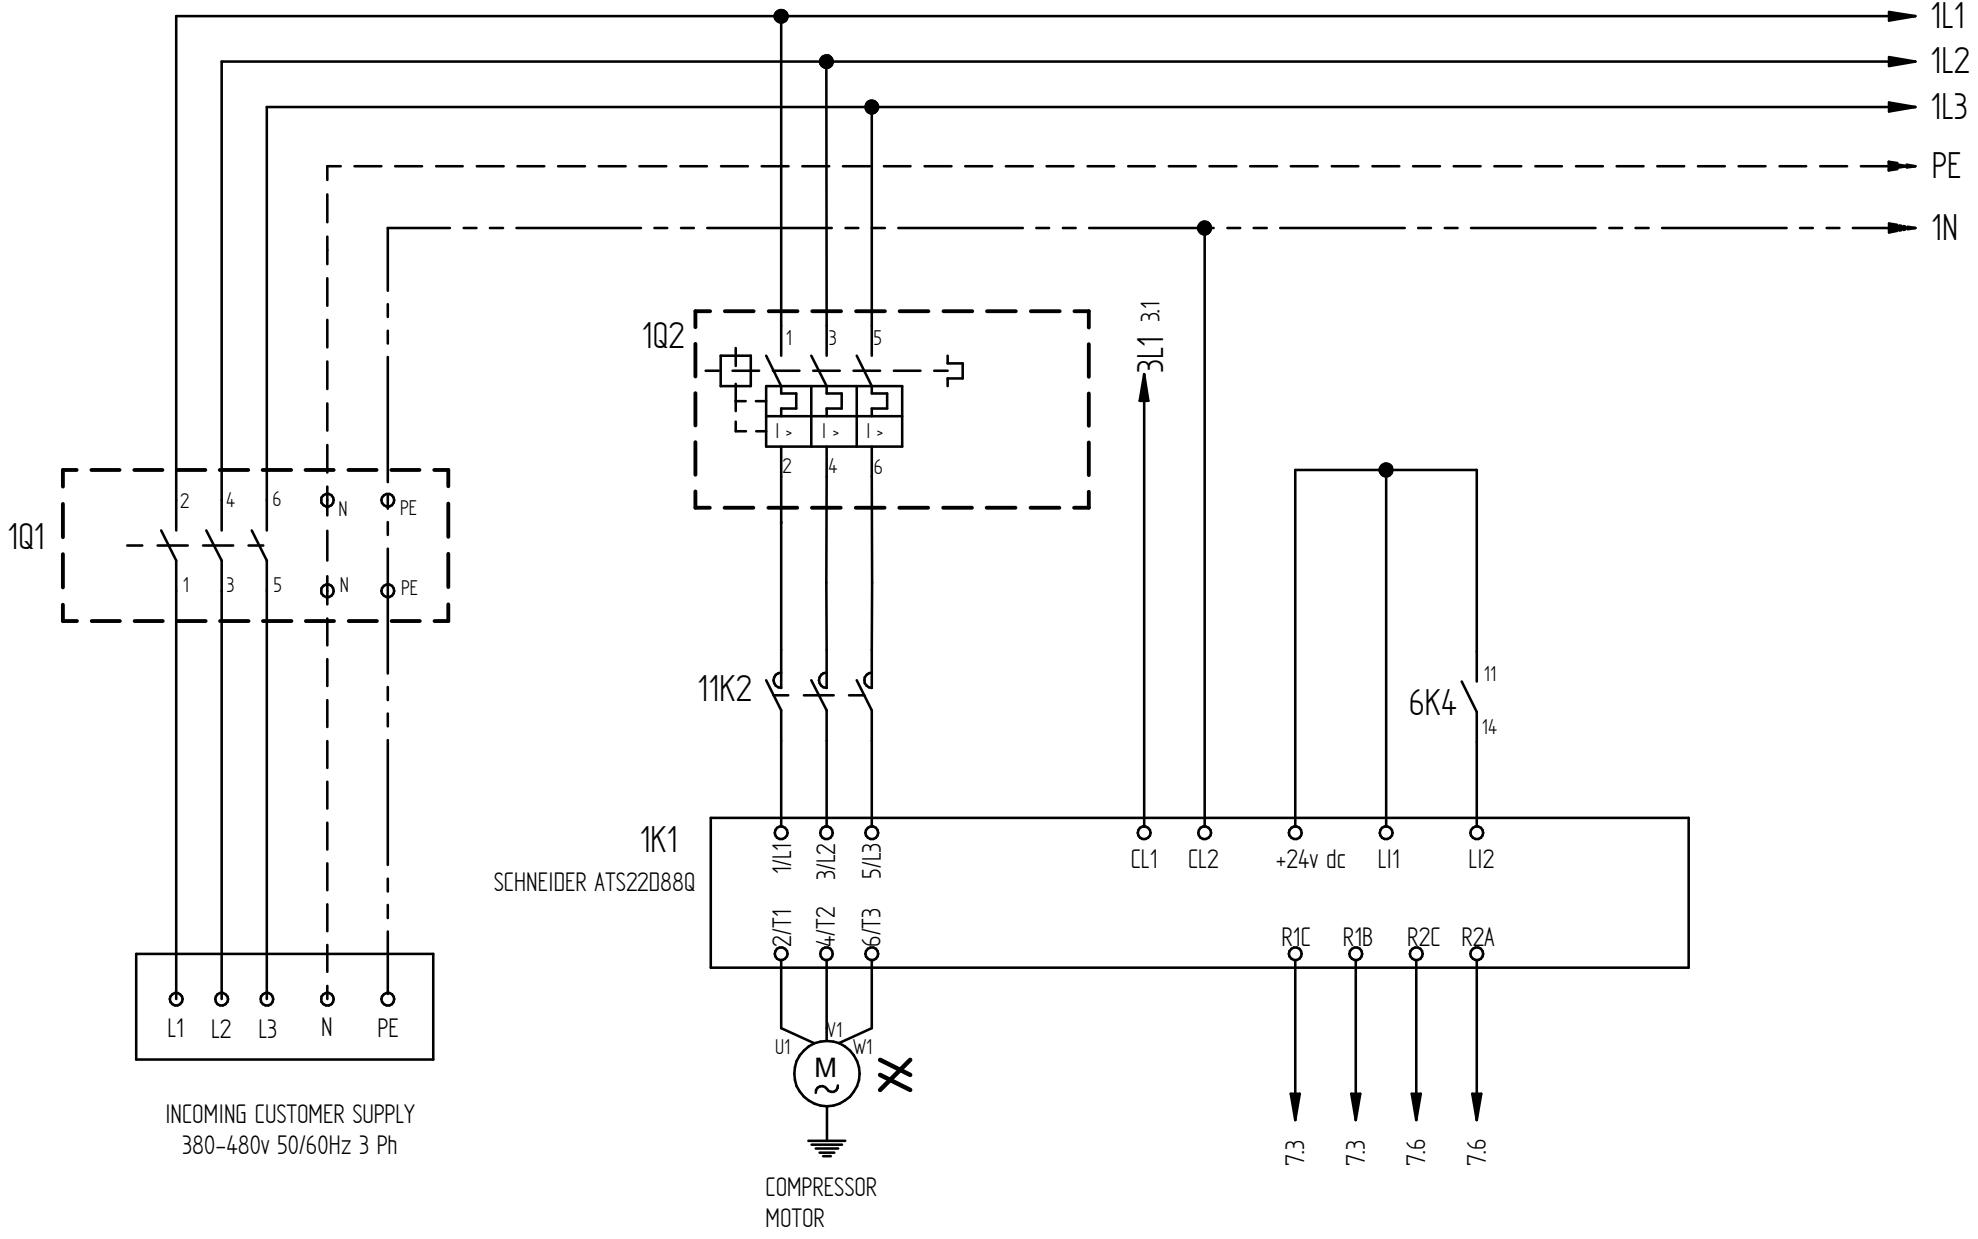 1L1
1L2
1L3
PE
1N
3L1 3.1
1Q2
1 3 5
I > I > I >
2 4 6
1Q1
2 4 6 N PE
1 3 5 N PE
11K2
6K4
11
14
1K1
SCHNEIDER ATS22D88Q
1/L1 3/L2 5/L3
CL1 CL2 +24v dc LI1 LI2
2/T1 4/T2 6/T3
R1C R1B R2C R2A
L1 L2 L3 N PE
U1 V1 W1
M
~
7.3 7.3 7.6 7.6
INCOMING CUSTOMER SUPPLY
380-480v 50/60Hz 3 Ph
COMPRESSOR
MOTOR